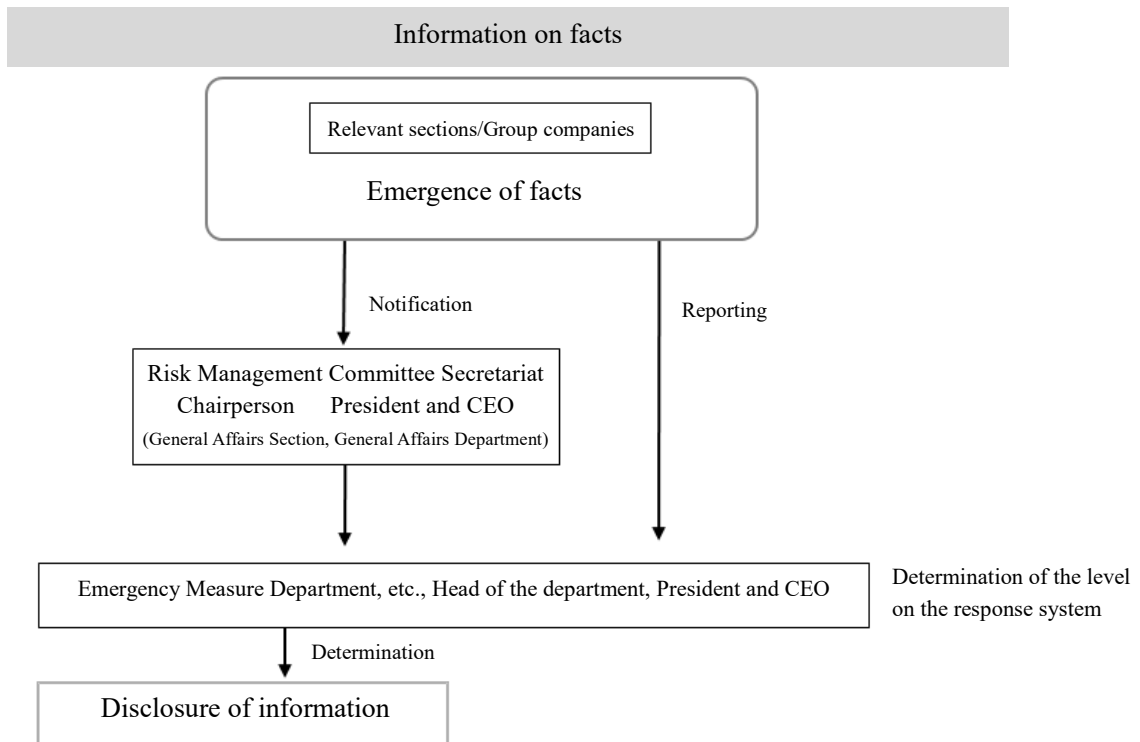 Information on facts
Relevant sections/Group companies
Emergence of facts
Notification
Reporting
Risk Management Committee Secretariat
Chairperson President and CEO
(General Affairs Section, General Affairs Department)
Emergency Measure Department, etc., Head of the department, President and CEO
Determination of the level
on the response system
Determination
Disclosure of information